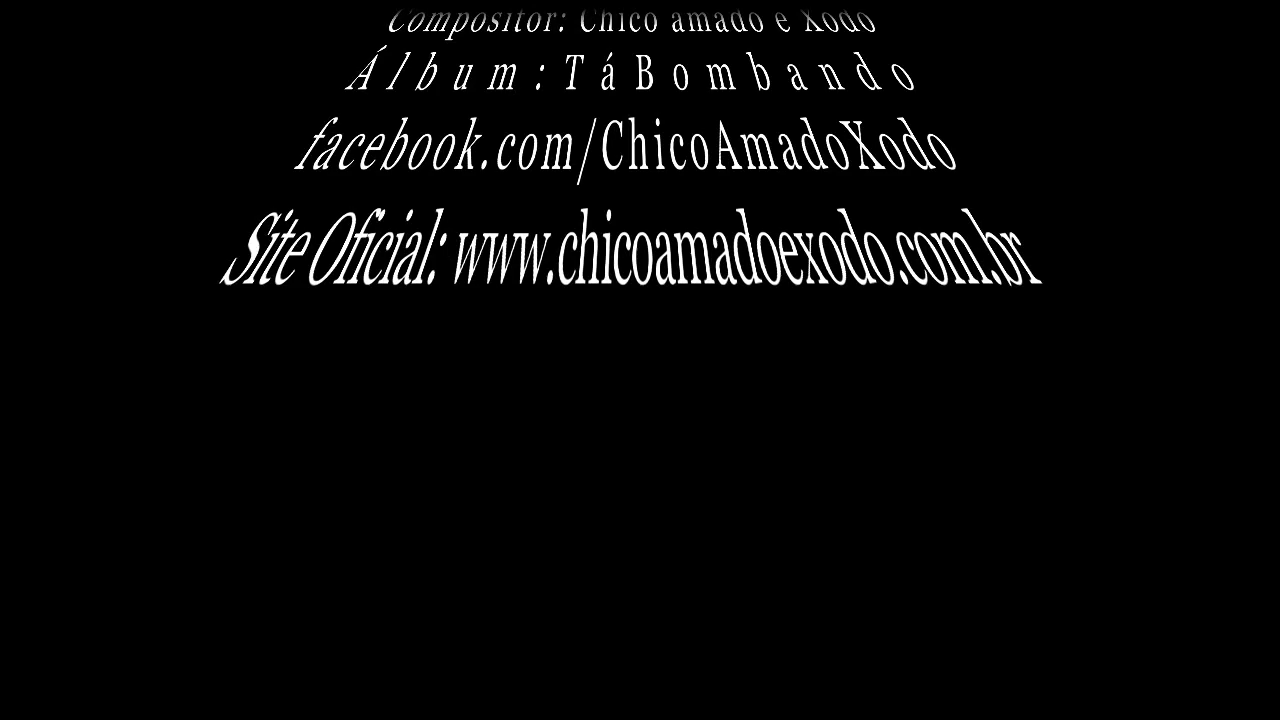 Compositor: Chico amado e Xodo
Álbum: Tá Bombando
facebook.com/ChicoAmadoXodo
Site Oficial: www.chicoamadoexodo.com.br